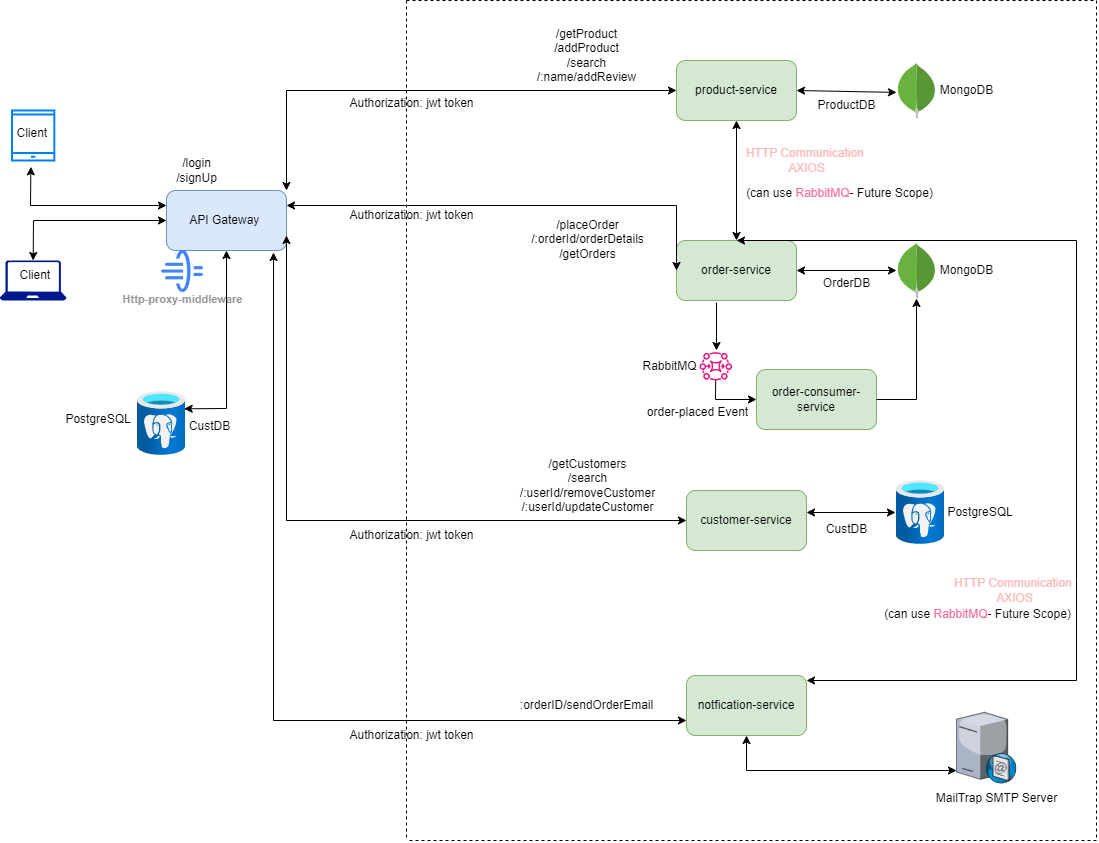 /getProduct
/addProduct
/search
/:name/addReview
product-service
MongoDB
ProductDB
Authorization: jwt token
Client
HTTP Communication
AXIOS
/login
/signUp
(can use RabbitMQ- Future Scope)
API Gateway
Authorization: jwt token
/placeOrder
/:orderId/orderDetails
/getOrders
order-service
MongoDB
OrderDB
Client
Http-proxy-middleware
RabbitMQ
order-consumer-
service
order-placed Event
PostgreSQL
CustDB
/getCustomers
/search
/:userId/removeCustomer
/:userId/updateCustomer
customer-service
PostgreSQL
CustDB
Authorization: jwt token
HTTP Communication
AXIOS
(can use RabbitMQ- Future Scope)
:orderID/sendOrderEmail
notfication-service
Authorization: jwt token
@
MailTrap SMTP Server